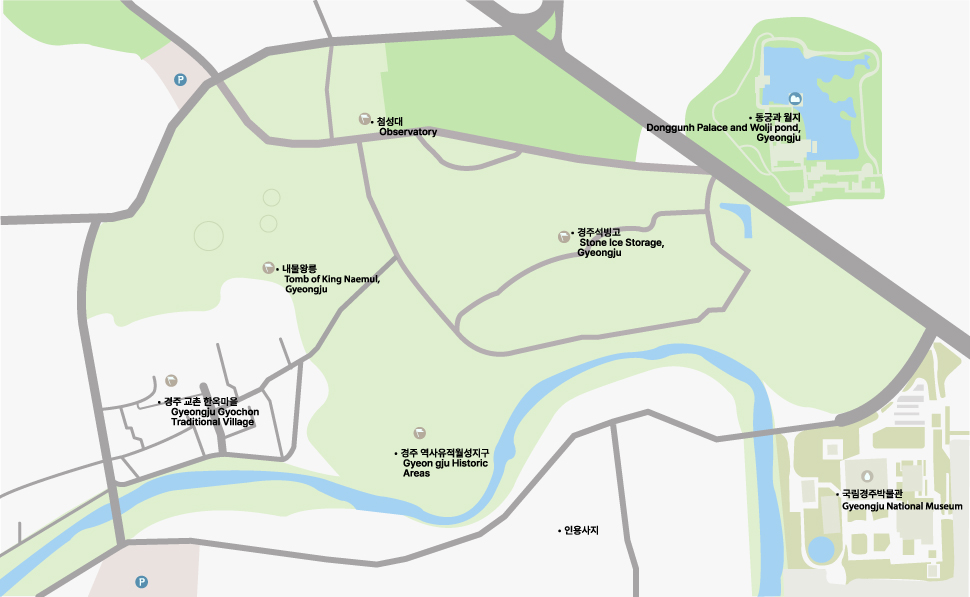 P
• 첨성대
Observatory
• 동궁과 월지
Donggunh Palace and Wolji pond,
Gyeongju
• 경주석빙고
Stone Ice Storage,
Gyeongju
• 내물왕릉
Tomb of King Naemul,
Gyeongju
• 경주 교촌 한옥마을
Gyeongju Gyochon
Traditional Village
• 경주 역사유적월성지구
Gyeon gju Historic
Areas
• 국립경주박물관
Gyeongju National Museum
• 인용사지
P